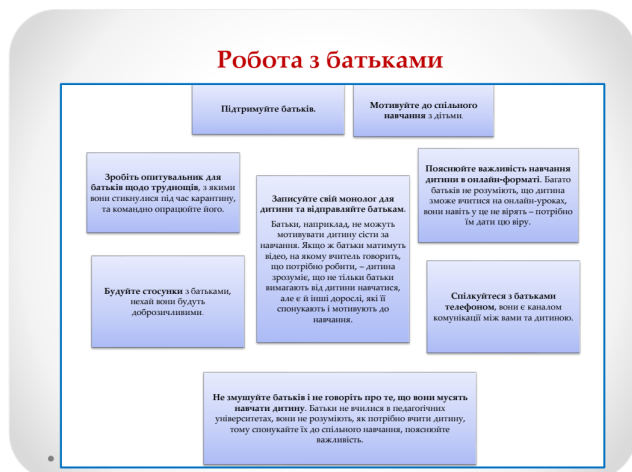 Робота з батьками
Підтримуйте батьків.
Мотивуйте до спільного
навчання з дітьми.
Зробіть опитувальник для
батьків щодо труднощів, з якими
вони стикнулися під час карантину,
та командно опрацюйте його.
Записуйте свій монолог для
дитини та відправляйте батькам.
Батьки, наприклад, не можуть
мотивувати дитину сісти за
навчання. Якщо ж батьки матимуть
відео, на якому вчитель говорить,
що потрібно робити, – дитина
зрозуміє, що не тільки батьки
вимагають від дитини навчатися,
але є й інші дорослі, які її
спонукають і мотивують до
навчання.
Пояснюйте важливість навчання
дитини в онлайн-форматі. Багато
батьків не розуміють, що дитина
зможе вчитися на онлайн-уроках,
вони навіть у це не вірять – потрібно
їм дати цю віру.
Будуйте стосунки з батьками,
нехай вони будуть
доброзичливими.
Спілкуйтеся з батьками
телефоном, вони є каналом
комунікації між вами та дитиною.
Не змушуйте батьків і не говоріть про те, що вони мусять
навчати дитину. Батьки не вчилися в педагогічних
університетах, вони не розуміють, як потрібно вчити дитину,
тому спонукайте їх до спільного навчання, пояснюйте
важливість.